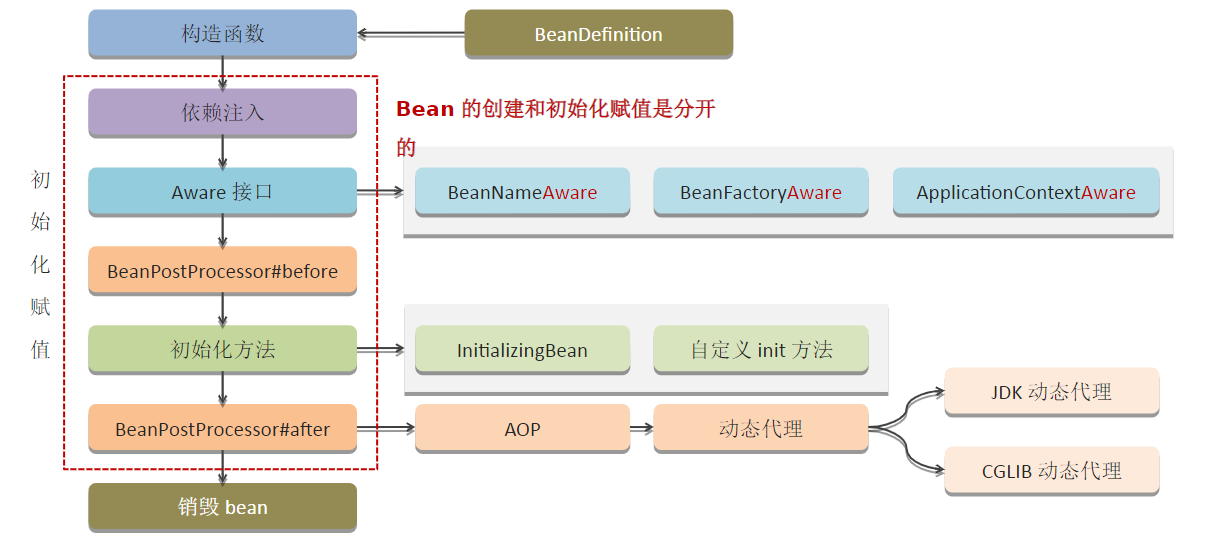 构造函数
BeanDefinition
依赖注入
Bean 的创建和初始化赋值是分开
的
初
始
化
赋
值
Aware 接口
BeanNameAware
BeanFactoryAware
ApplicationContextAware
BeanPostProcessor#before
初始化方法
InitializingBean
自定义 init 方法
BeanPostProcessor#after
AOP
动态代理
JDK 动态代理
CGLIB 动态代理
销毁 bean